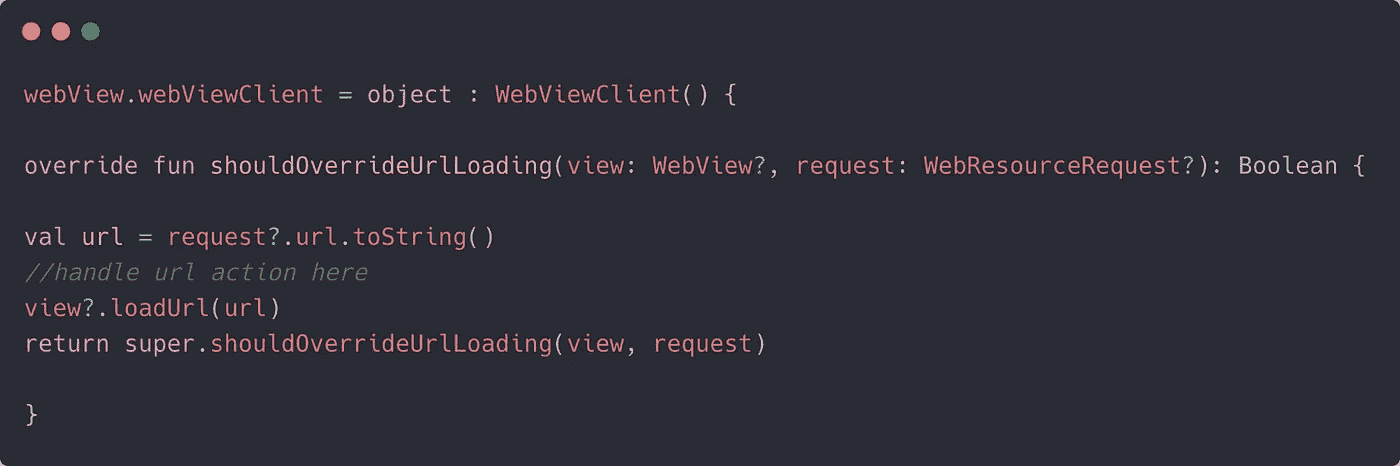 webView.webViewClient = object : WebViewClient() {
override fun shouldOverrideUrlLoading(view: WebView?, request: WebResourceRequest?): Boolean {
val url = request?.url.toString()
//handle url action here
view?.loadUrl(url)
return super.shouldOverrideUrlLoading(view, request)
}